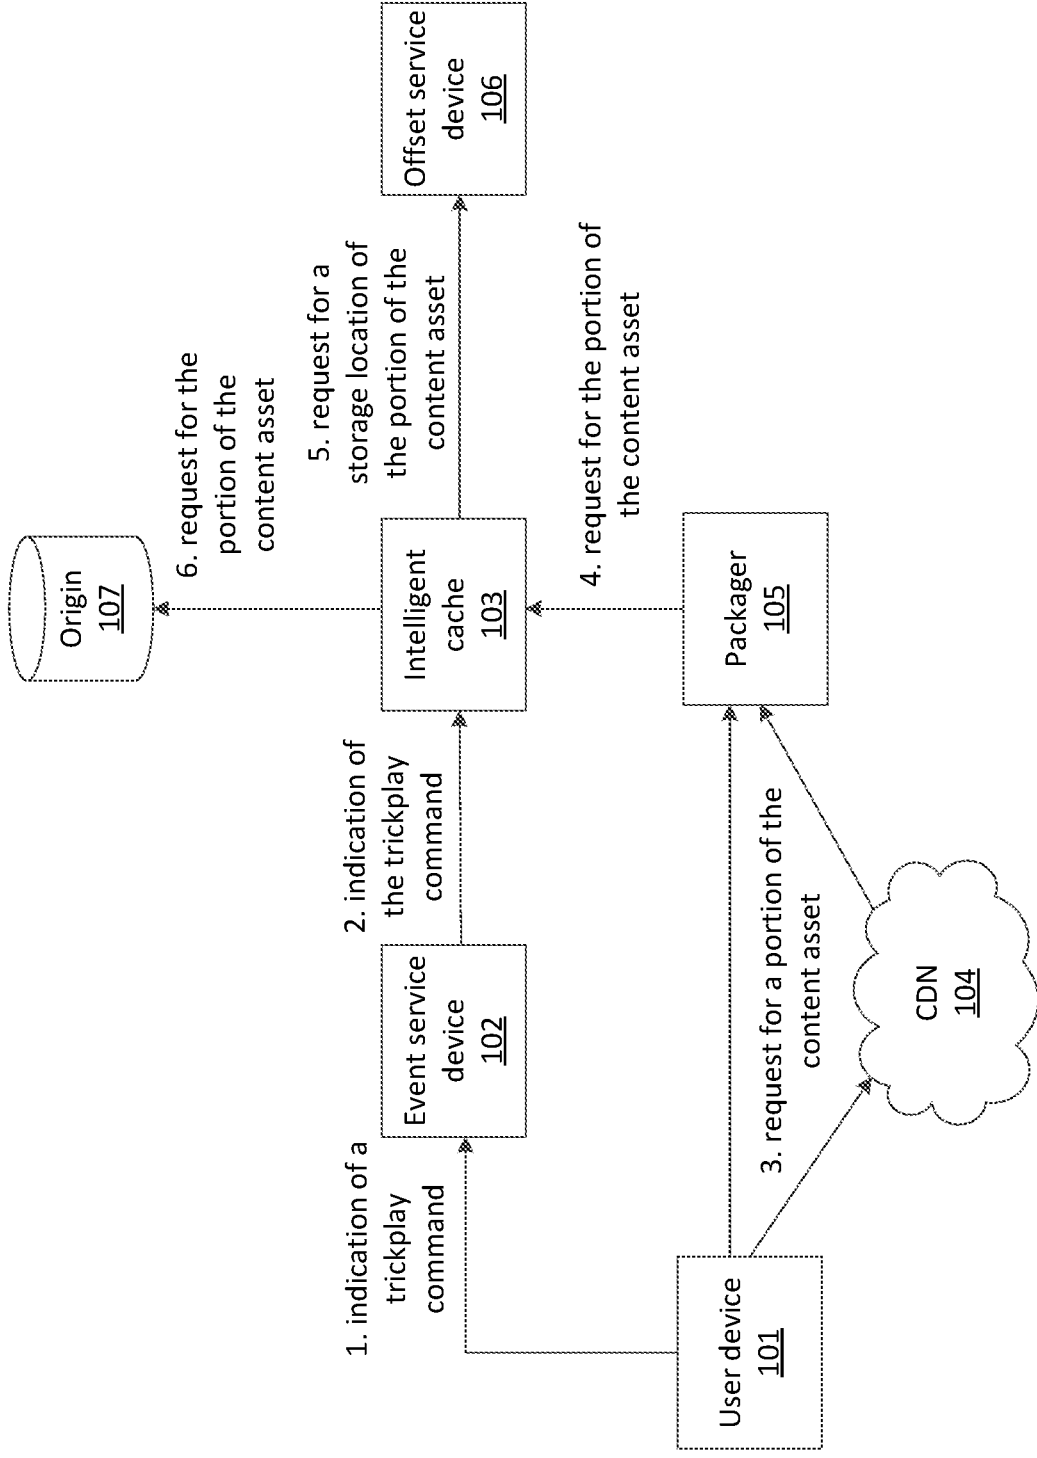 Origin
107
6. request for the
portion of the
content asset
1. indication of a
trickplay
command
Event service
device
102
2. indication of
the trickplay
command
Intelligent
cache
103
5. request for a
storage location of
the portion of the
content asset
Offset service
device
106
4. request for the portion of
the content asset
User device
101
3. request for a portion of the
content asset
Packager
105
CDN
104